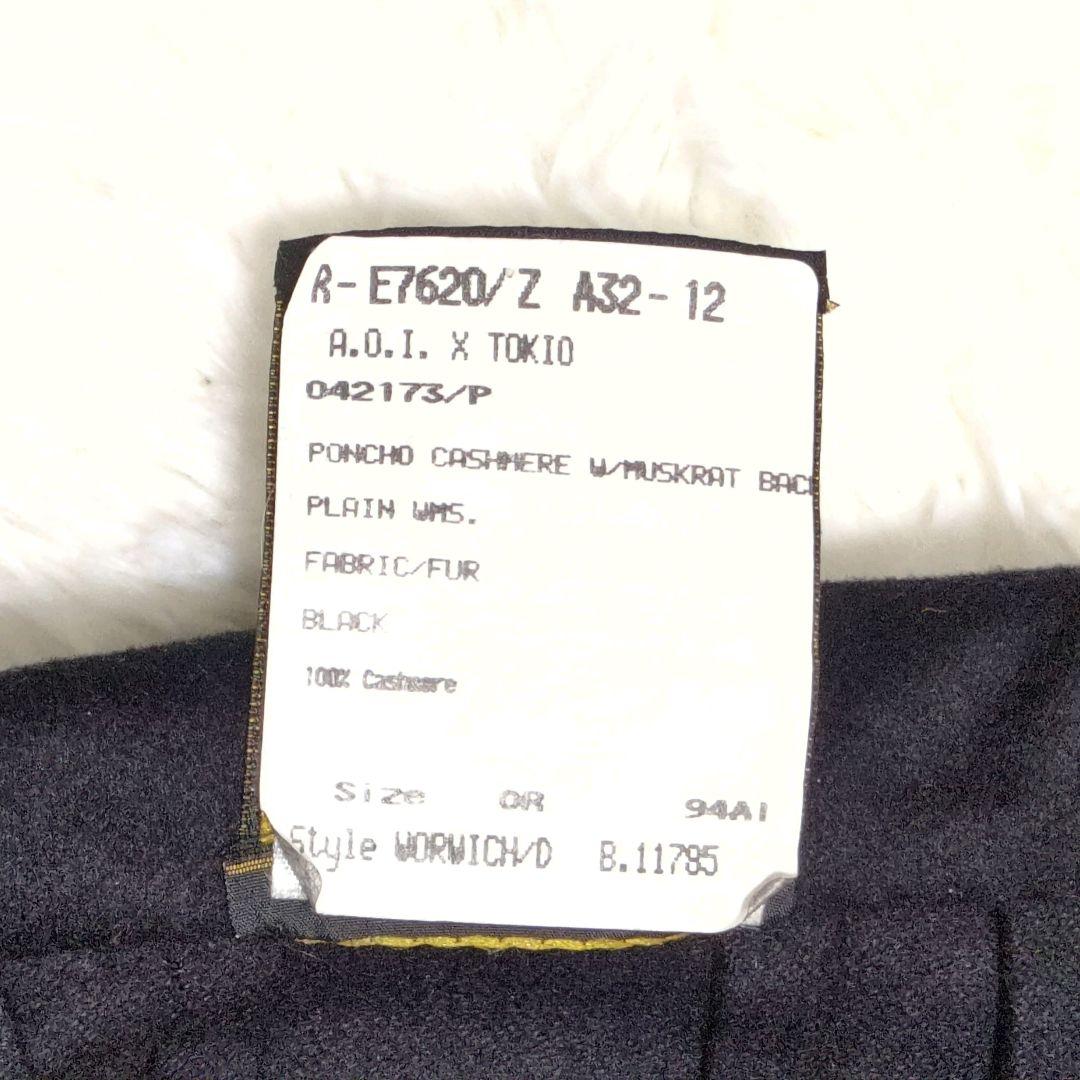 R-E7620/Z A32-12
A.O.I. X TOKIO
042173/P
PONCHO CASHMERE W/MUSKRAT BACK
PLAIN WMS.
FABRIC/FUR
BLACK
100% Cashmere
Size OR 94AI
Style WORWICH/D B.11785